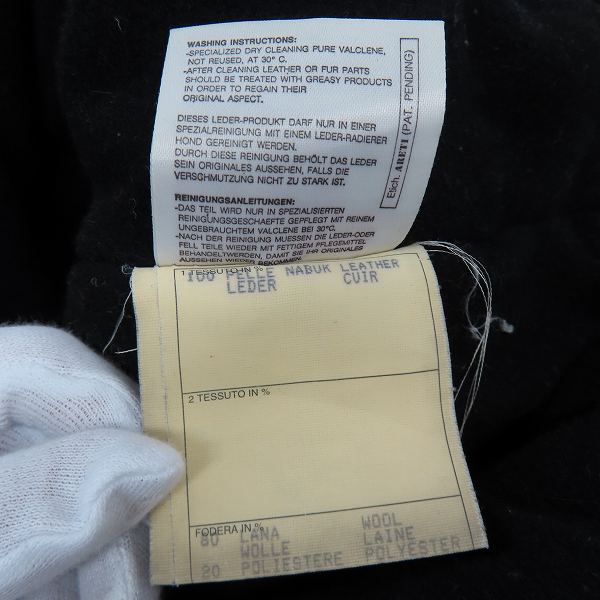 WASHING INSTRUCTIONS:
-SPECIALIZED DRY CLEANING PURE VALCLENE,
NOT REUSED, AT 30° C.
-AFTER CLEANING LEATHER OR FUR PARTS
SHOULD BE TREATED WITH GREASY PRODUCTS
IN ORDER TO REGAIN THEIR
ORIGINAL ASPECT.
DIESES LEDER-PRODUKT DARF NUR IN EINER
SPEZIALREINIGUNG MIT EINEM LEDER-RADIERER
HOND GEREINIGT WERDEN.
DURCH DIESE REINIGUNG BEHÖLT DAS LEDER
SEIN ORIGINALES AUSSEHEN, FALLS DIE
VERSCHMUTZUNG NICHT ZU STARK IST.
REINIGUNGSANLEITUNGEN:
-DAS TEIL WIRD NUR IN SPEZIALISIERTEN
REINIGUNGSGESCHAEFTE GEPFLEGT MIT REINEM
UNGEBRAUCHTEM VALCLENE BEI 30°C.
-NACH DER REINIGUNG MUESSEN DIE LEDER-ODER
FELL TEILE WIEDER MIT FETTIGEM PFLEGEMITTEL
BEHANDELTWERDEN, DAMIT SIE IHR ORIGINALES
AUSSEHEN WIEDER BEKOMMEN.
Etich. ARETI (PAT. PENDING)
1 TESSUTO IN %
100 PELLE NABUK LEATHER
LEDER CUIR
2 TESSUTO IN %
FODERA IN %
80 LANA WOOL
WOLLE LAINE
20 POLIESTERE POLYESTER